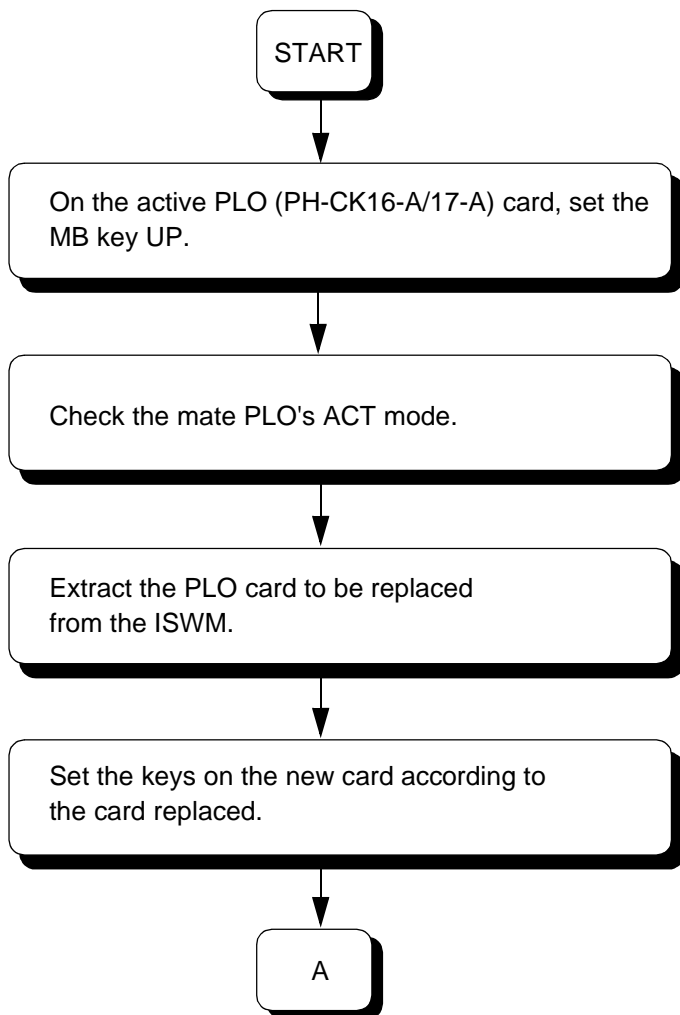 START
On the active PLO (PH-CK16-A/17-A) card, set the
MB key UP.
Check the mate PLO's ACT mode.
Extract the PLO card to be replaced
from the ISWM.
Set the keys on the new card according to
the card replaced.
A